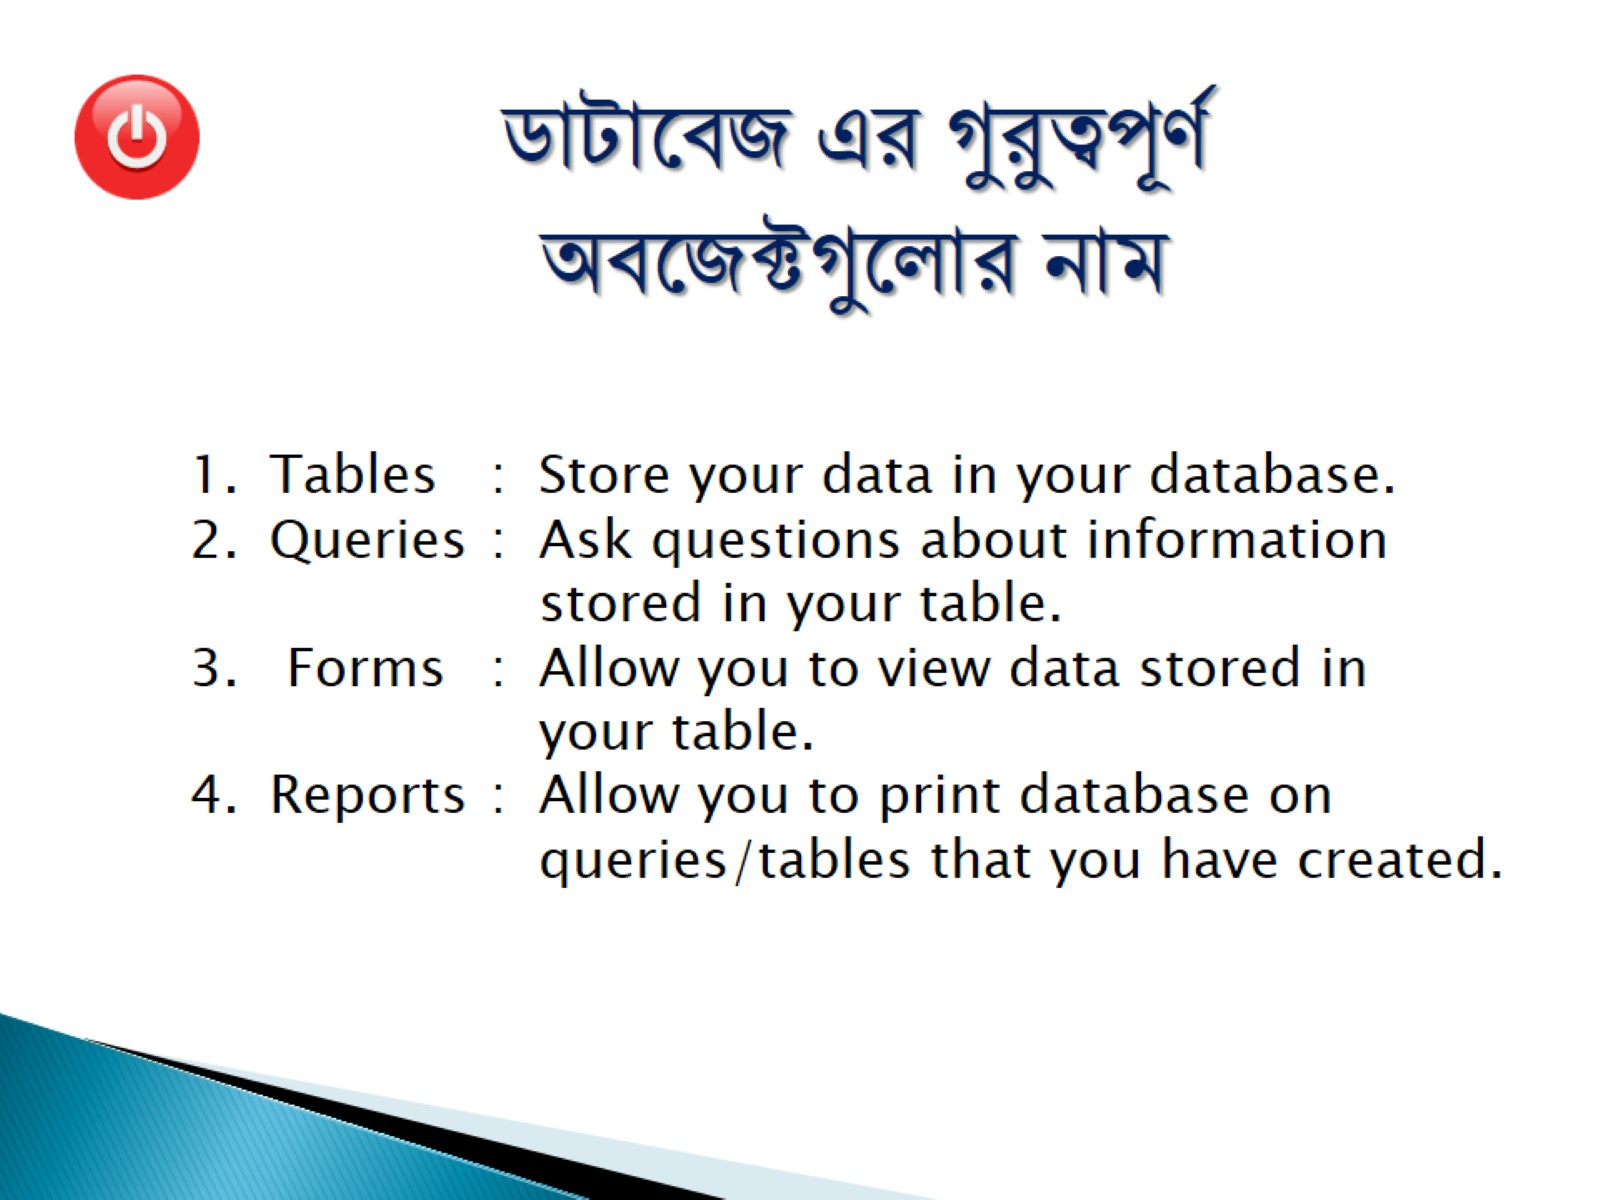 ডাটাবেজ এর গুরুত্বপূর্ণ
অবজেক্টগুলোর নাম
1. Tables : Store your data in your database.
2. Queries : Ask questions about information
stored in your table.
3. Forms : Allow you to view data stored in
your table.
4. Reports : Allow you to print database on
queries/tables that you have created.